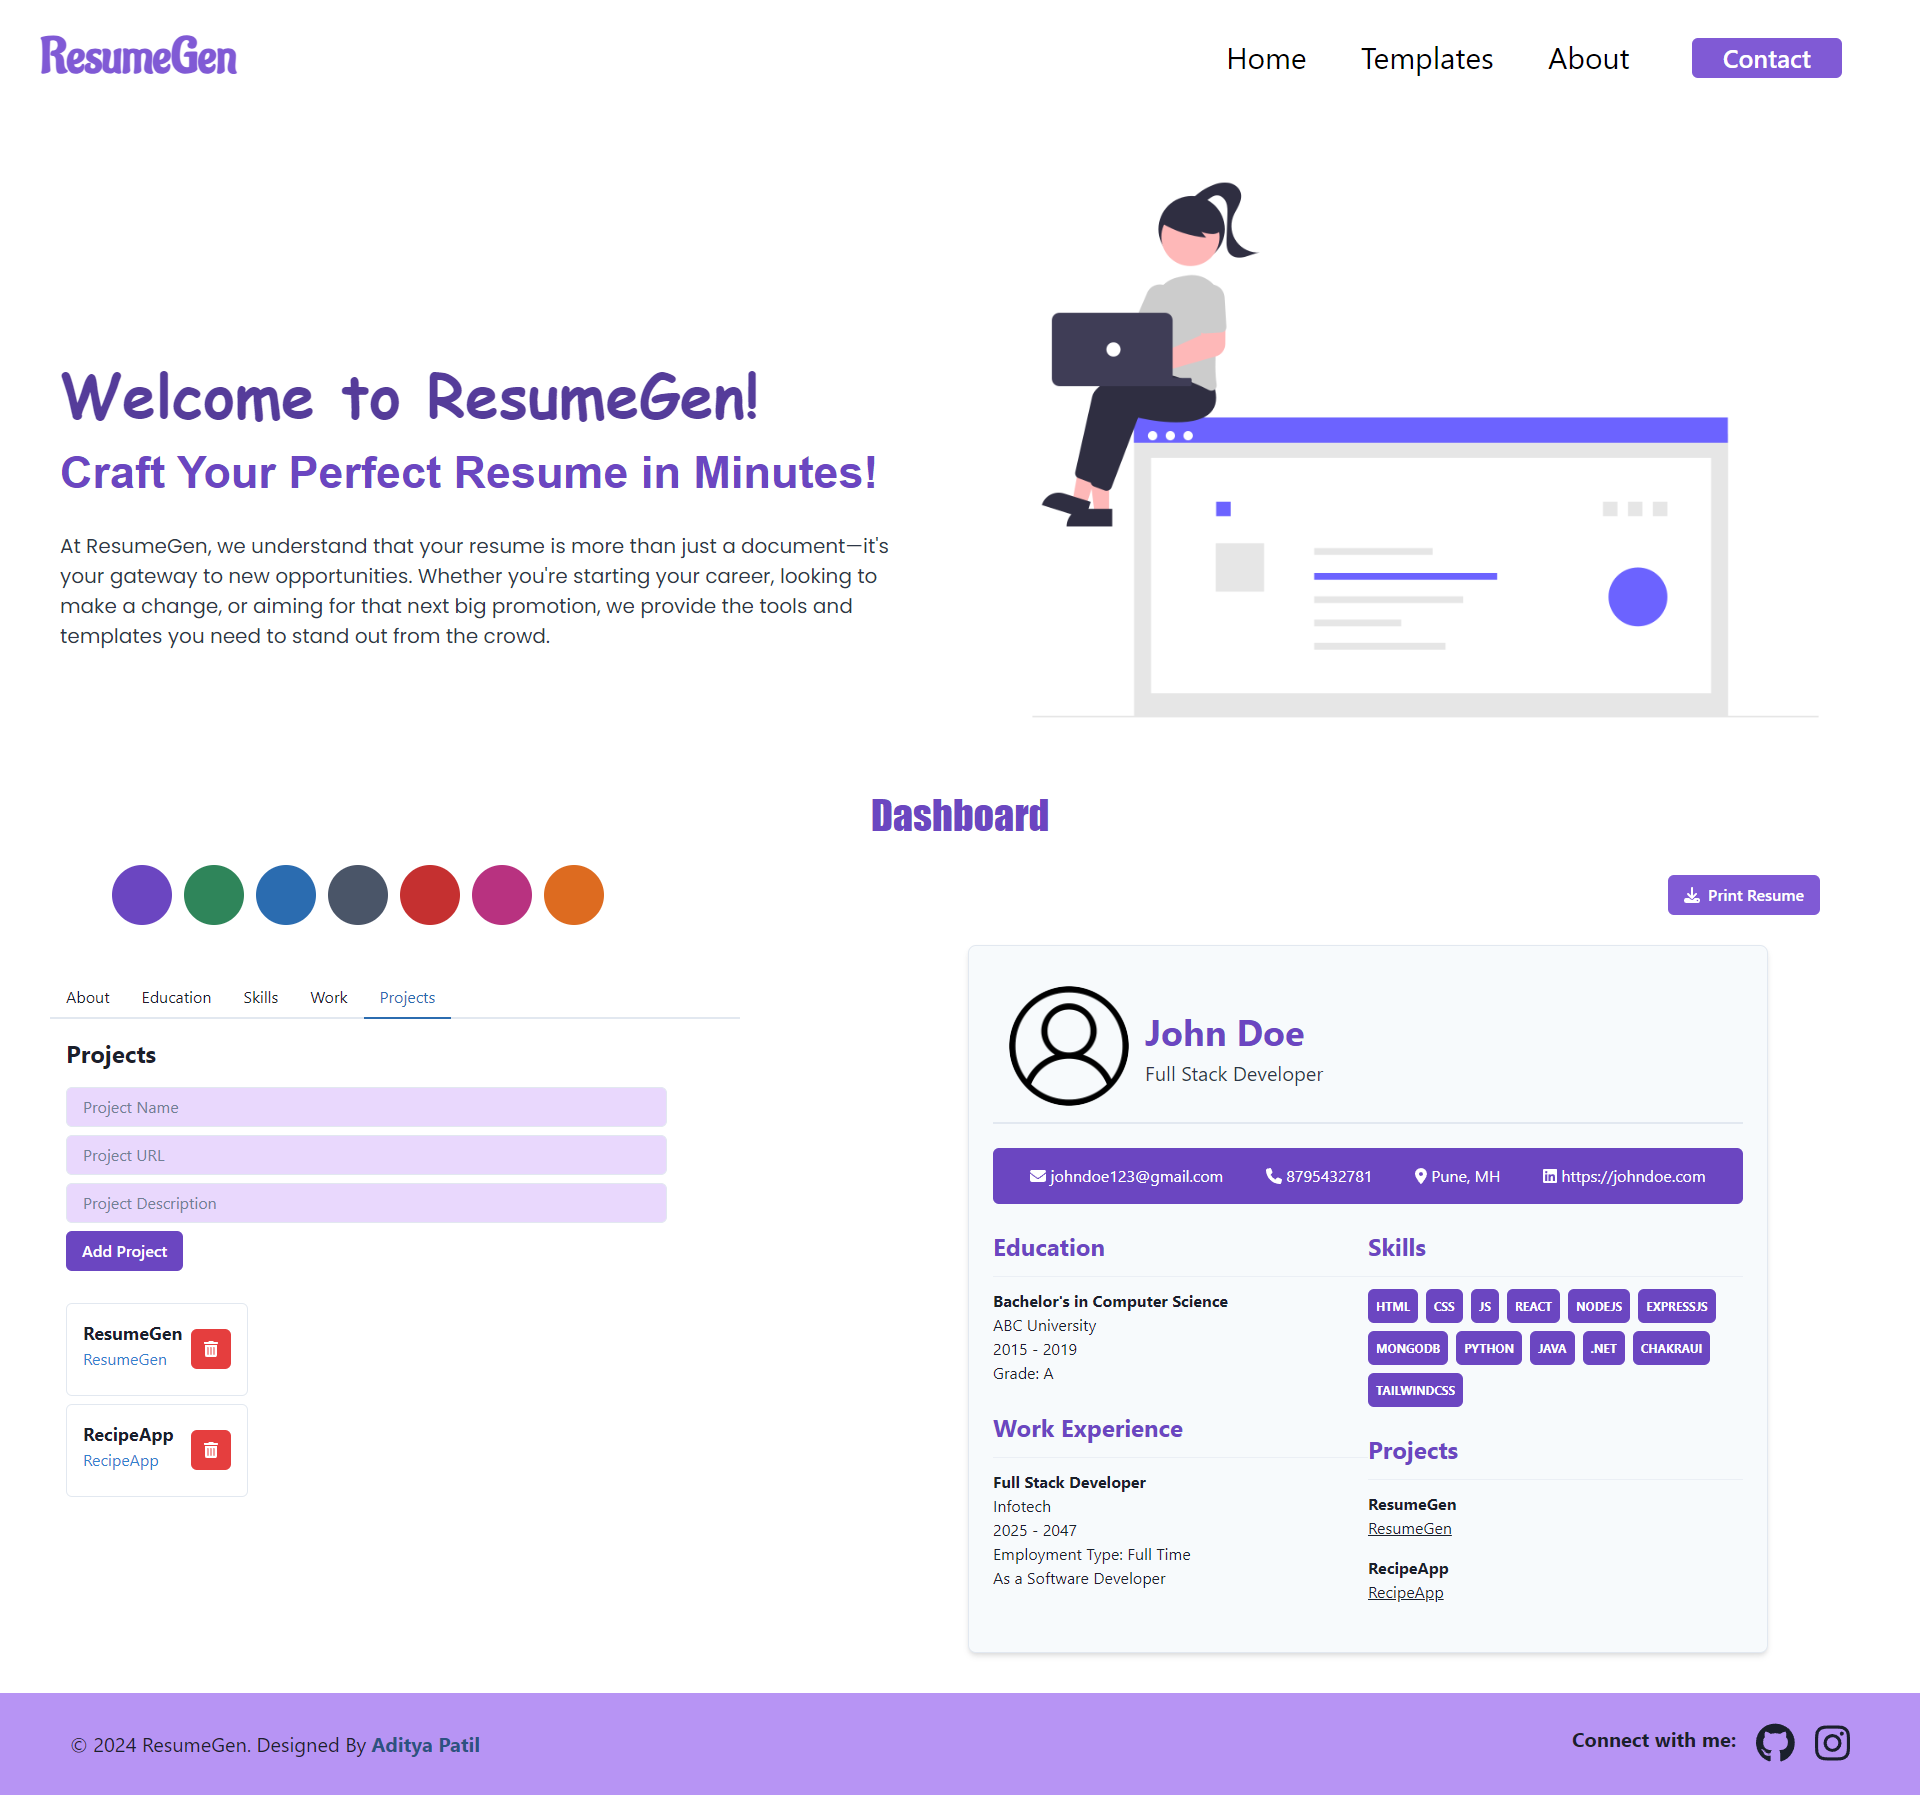 ResumeGen
Home
Templates
About
Contact
Welcome to ResumeGen!
Craft Your Perfect Resume in Minutes!
At ResumeGen, we understand that your resume is more than just a document—it's
your gateway to new opportunities. Whether you're starting your career, looking to
make a change, or aiming for that next big promotion, we provide the tools and
templates you need to stand out from the crowd.
Dashboard
Print Resume
About
Education
Skills
Work
Projects
Projects
Project Name
Project URL
Project Description
Add Project
ResumeGen
ResumeGen
RecipeApp
RecipeApp
John Doe
Full Stack Developer
johndoe123@gmail.com
8795432781
Pune, MH
https://johndoe.com
Education
Bachelor's in Computer Science
ABC University
2015 - 2019
Grade: A
Work Experience
Full Stack Developer
Infotech
2025 - 2047
Employment Type: Full Time
As a Software Developer
Skills
HTML CSS JS REACT NODEJS EXPRESSJS
MONGODB PYTHON JAVA .NET CHAKRAUI
TAILWINDCSS
Projects
ResumeGen
ResumeGen
RecipeApp
RecipeApp
© 2024 ResumeGen. Designed By Aditya Patil
Connect with me: